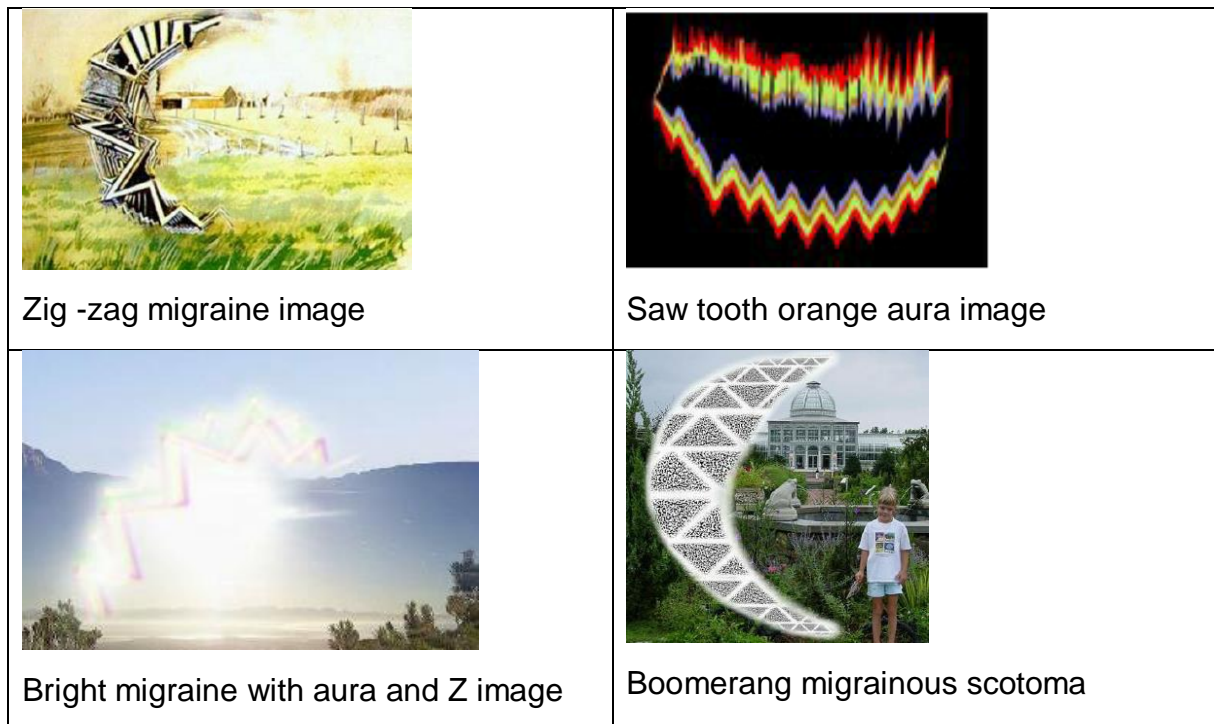 Zig -zag migraine image
Saw tooth orange aura image
Bright migraine with aura and Z image
Boomerang migrainous scotoma